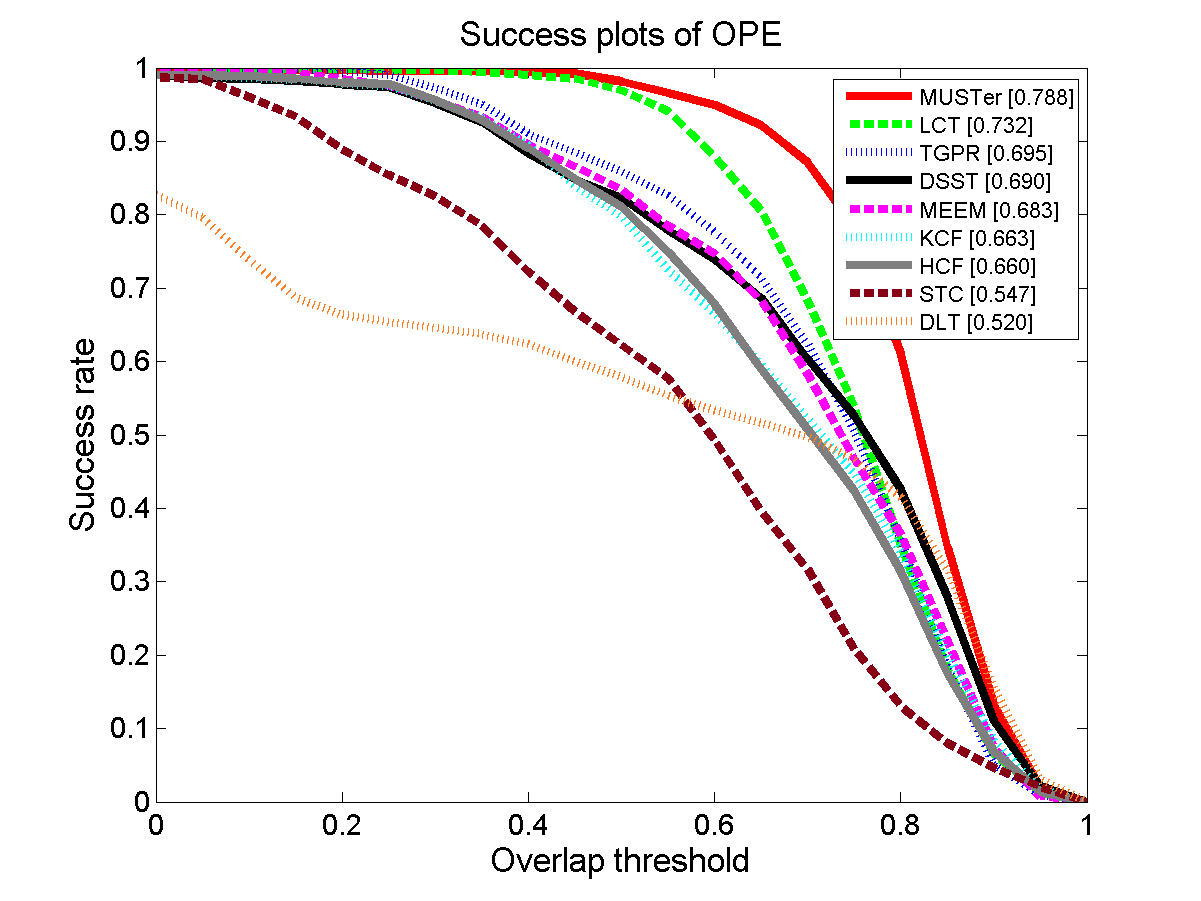 Success plots of OPE
1
0.9
0.8
0.7
0.6
0.5
0.4
0.3
0.2
0.1
0
Success rate
MUSTer [0.788]
LCT [0.732]
TGPR [0.695]
DSST [0.690]
MEEM [0.683]
KCF [0.663]
HCF [0.660]
STC [0.547]
DLT [0.520]
0 0.2 0.4 0.6 0.8 1
Overlap threshold